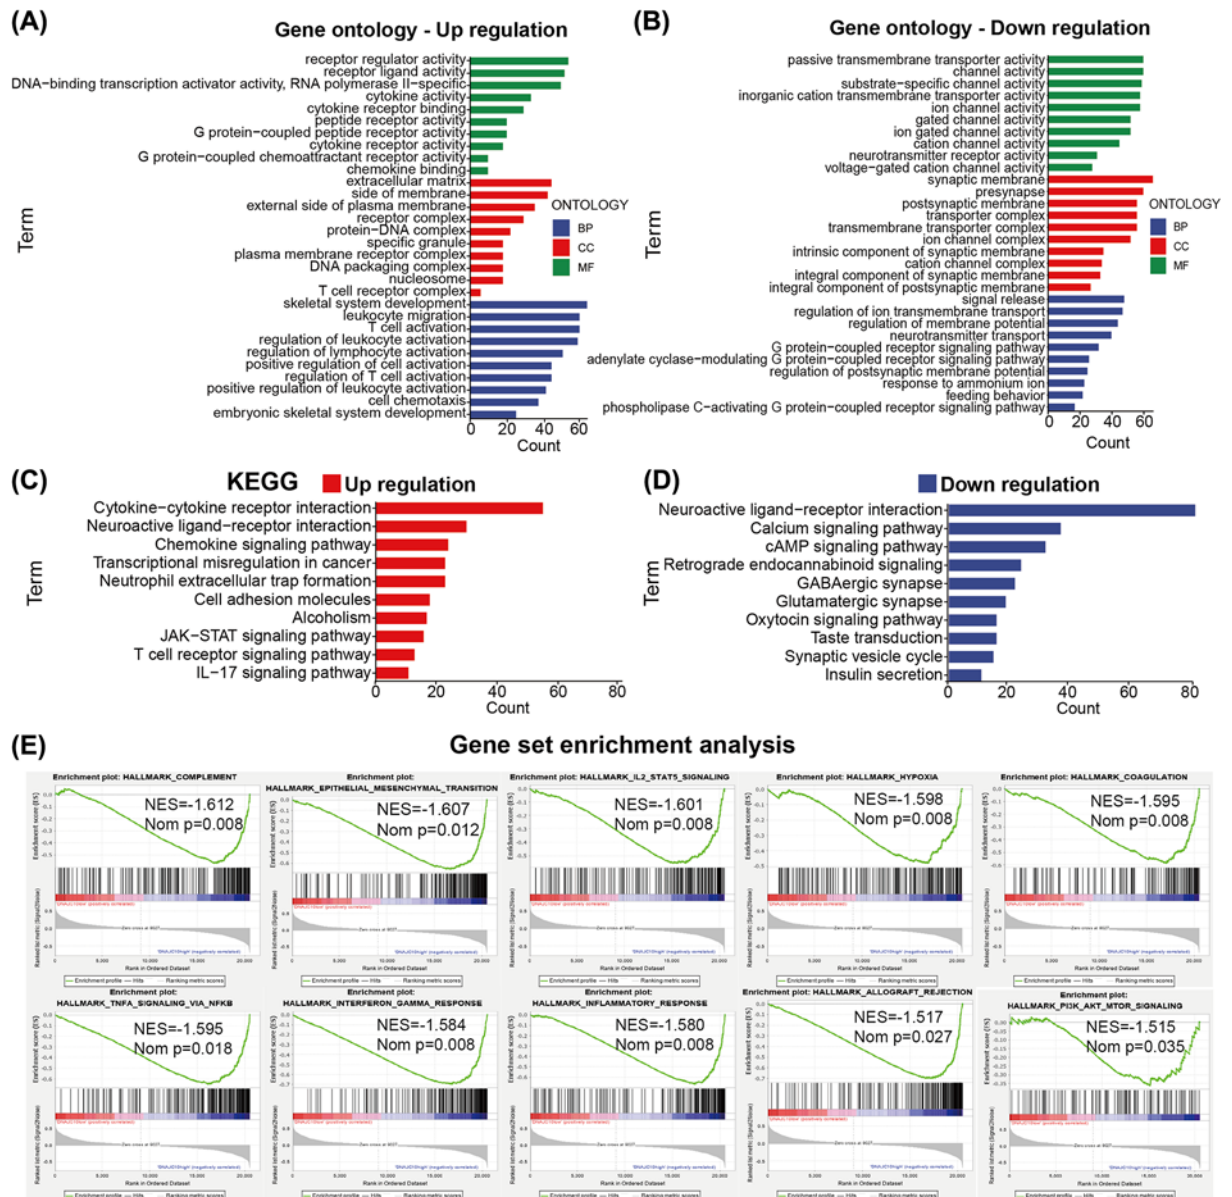 (A)
Gene ontology - Up regulation
receptor regulator activity
receptor ligand activity
DNA−binding transcription activator activity, RNA polymerase II−specific
cytokine activity
cytokine receptor binding
peptide receptor activity
G protein−coupled peptide receptor activity
cytokine receptor activity
G protein−coupled chemoattractant receptor activity
chemokine binding
extracellular matrix
side of membrane
external side of plasma membrane
receptor complex
protein−DNA complex
specific granule
plasma membrane receptor complex
DNA packaging complex
nucleosome
T cell receptor complex
skeletal system development
leukocyte migration
T cell activation
regulation of leukocyte activation
regulation of lymphocyte activation
positive regulation of cell activation
regulation of T cell activation
positive regulation of leukocyte activation
cell chemotaxis
embryonic skeletal system development
Term
0 20 40 60
Count
ONTOLOGY
BP
CC
MF
(B)
Gene ontology - Down regulation
passive transmembrane transporter activity
channel activity
substrate−specific channel activity
inorganic cation transmembrane transporter activity
ion channel activity
gated channel activity
ion gated channel activity
cation channel activity
neurotransmitter receptor activity
voltage−gated cation channel activity
synaptic membrane
presynapse
postsynaptic membrane
transporter complex
transmembrane transporter complex
ion channel complex
intrinsic component of synaptic membrane
cation channel complex
integral component of synaptic membrane
integral component of postsynaptic membrane
signal release
regulation of ion transmembrane transport
regulation of membrane potential
neurotransmitter transport
G protein−coupled receptor signaling pathway
adenylate cyclase−modulating G protein−coupled receptor signaling pathway
regulation of postsynaptic membrane potential
response to ammonium ion
feeding behavior
phospholipase C−activating G protein−coupled receptor signaling pathway
Term
0 20 40 60
Count
ONTOLOGY
BP
CC
MF
(C)
KEGG Up regulation
Cytokine−cytokine receptor interaction
Neuroactive ligand−receptor interaction
Chemokine signaling pathway
Transcriptional misregulation in cancer
Neutrophil extracellular trap formation
Cell adhesion molecules
Alcoholism
JAK−STAT signaling pathway
T cell receptor signaling pathway
IL−17 signaling pathway
Term
0 20 40 60 80
Count
(D)
Down regulation
Neuroactive ligand−receptor interaction
Calcium signaling pathway
cAMP signaling pathway
Retrograde endocannabinoid signaling
GABAergic synapse
Glutamatergic synapse
Oxytocin signaling pathway
Taste transduction
Synaptic vesicle cycle
Insulin secretion
Term
0 20 40 60 80
Count
(E)
Gene set enrichment analysis
Enrichment plot: HALLMARK_COMPLEMENT
NES=-1.612
Nom p=0.008
Enrichment plot:
HALLMARK_EPITHELIAL_MESENCHYMAL_TRANSITION
NES=-1.607
Nom p=0.012
Enrichment plot: HALLMARK_IL2_STAT5_SIGNALING
NES=-1.601
Nom p=0.008
Enrichment plot: HALLMARK_HYPOXIA
NES=-1.598
Nom p=0.008
Enrichment plot: HALLMARK_COAGULATION
NES=-1.595
Nom p=0.008
Enrichment plot:
HALLMARK_TNFA_SIGNALING_VIA_NFKB
NES=-1.595
Nom p=0.018
Enrichment plot:
HALLMARK_INTERFERON_GAMMA_RESPONSE
NES=-1.584
Nom p=0.008
Enrichment plot:
HALLMARK_INFLAMMATORY_RESPONSE
NES=-1.580
Nom p=0.008
Enrichment plot: HALLMARK_ALLOGRAFT_REJECTION
NES=-1.517
Nom p=0.027
Enrichment plot:
HALLMARK_PI3K_AKT_MTOR_SIGNALING
NES=-1.515
Nom p=0.035